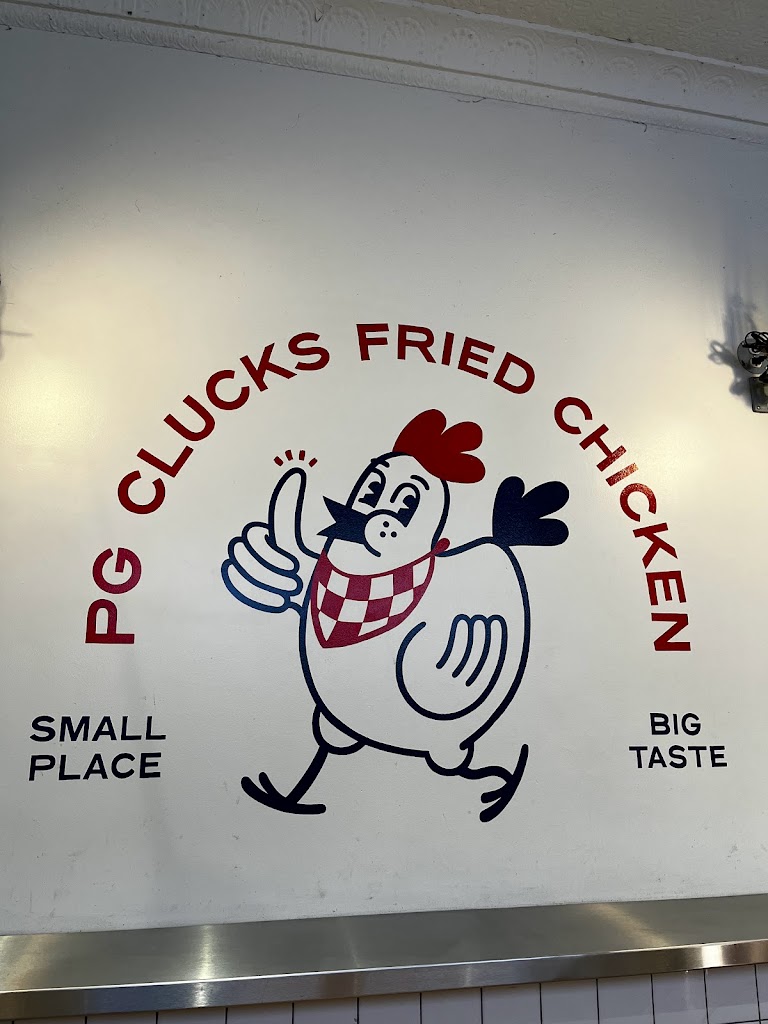 PG CLUCKS FRIED CHICKEN
SMALL
PLACE
BIG
TASTE